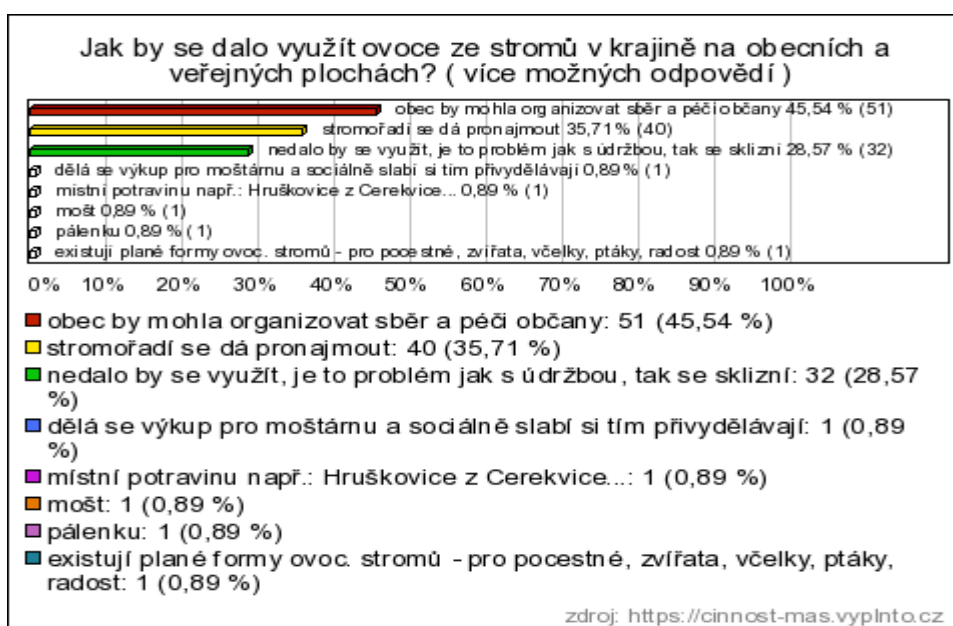 Jak by se dalo využít ovoce ze stromů v krajině na obecních a
veřejných plochách? ( více možných odpovědí )
obec by mohla organizovat sběr a péči občany 45,54 % (51)
stromořadí se dá pronajmout 35,71 % (40)
nedalo by se využít, je to problém jak s údržbou, tak se sklizní 28,57 % (32)
dělá se výkup pro moštárnu a sociálně slabí si tím přivydělávají 0,89 % (1)
místní potravinu např.: Hruškovice z Cerekvice... 0,89 % (1)
mošt 0,89 % (1)
pálenku 0,89 % (1)
existují plané formy ovoc. stromů - pro pocestné, zvířata, včelky, ptáky, radost 0,89 % (1)
0% 10% 20% 30% 40% 50% 60% 70% 80% 90% 100%
obec by mohla organizovat sběr a péči občany: 51 (45,54 %)
stromořadí se dá pronajmout: 40 (35,71 %)
nedalo by se využít, je to problém jak s údržbou, tak se sklizní: 32 (28,57
%)
dělá se výkup pro moštárnu a sociálně slabí si tím přivydělávají: 1 (0,89
%)
místní potravinu např.: Hruškovice z Cerekvice...: 1 (0,89 %)
mošt: 1 (0,89 %)
pálenku: 1 (0,89 %)
existují plané formy ovoc. stromů - pro pocestné, zvířata, včelky, ptáky,
radost: 1 (0,89 %)
zdroj: https://cinnost-mas.vyplnto.cz